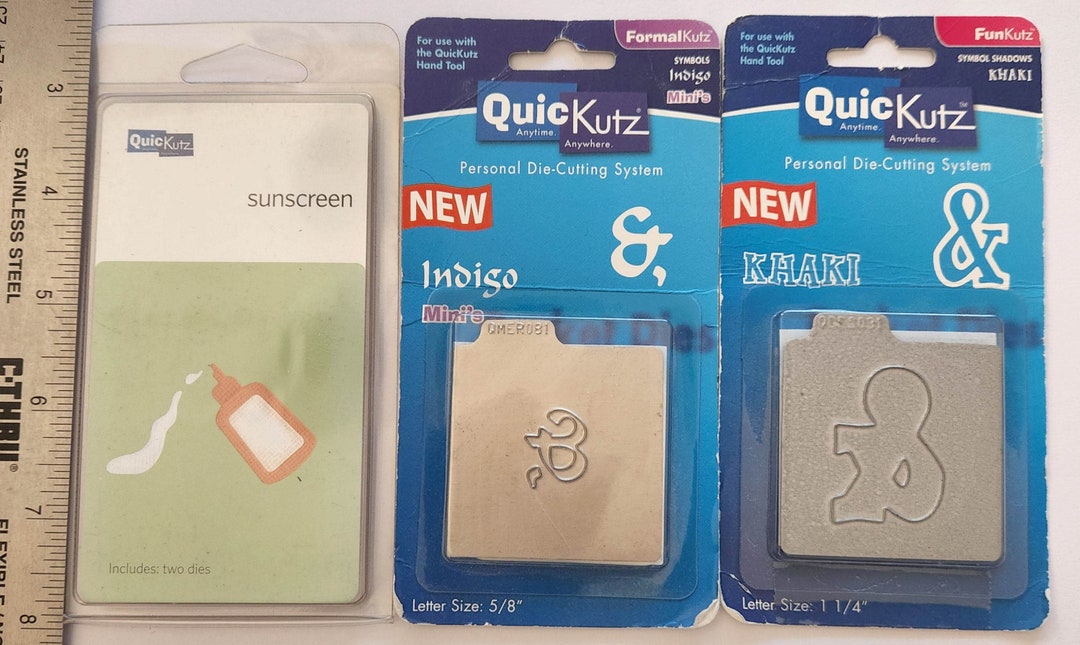 3
4
5
6
7
8
STAINLESS STEEL
C-THRU®
QuicKutz
sunscreen
Includes: two dies
For use with
the QuicKutz
Hand Tool
FormalKutz™
SYMBOLS
Indigo
Mini's
QuicKutz
Anytime. Anywhere.
Personal Die-Cutting System
NEW
&
Indigo
Mini's
QMER081
&
Letter Size: 5/8"
For use with
the QuicKutz
Hand Tool
FunKutz™
SYMBOL SHADOWS
KHAKI
QuicKutz™
Anytime. Anywhere.
Personal Die-Cutting System
NEW
&
KHAKI
Letter Size: 1 1/4"